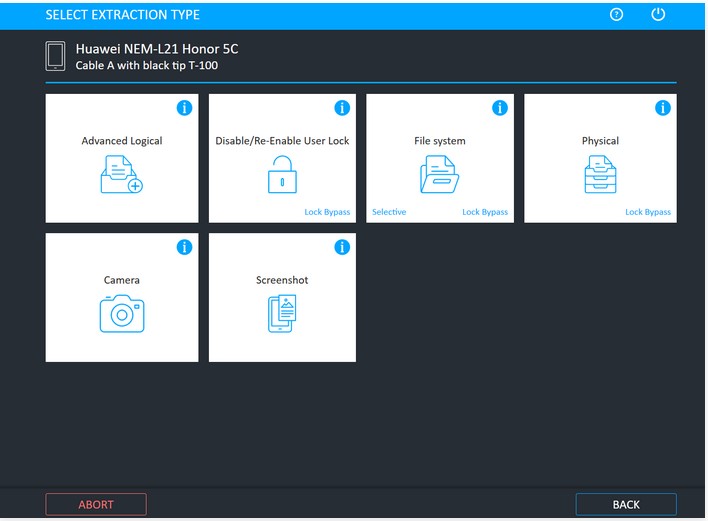 SELECT EXTRACTION TYPE
Huawei NEM-L21 Honor 5C
Cable A with black tip T-100
Advanced Logical
Disable/Re-Enable User Lock
Lock Bypass
File system
Selective
Lock Bypass
Physical
Lock Bypass
Camera
Screenshot
ABORT
BACK